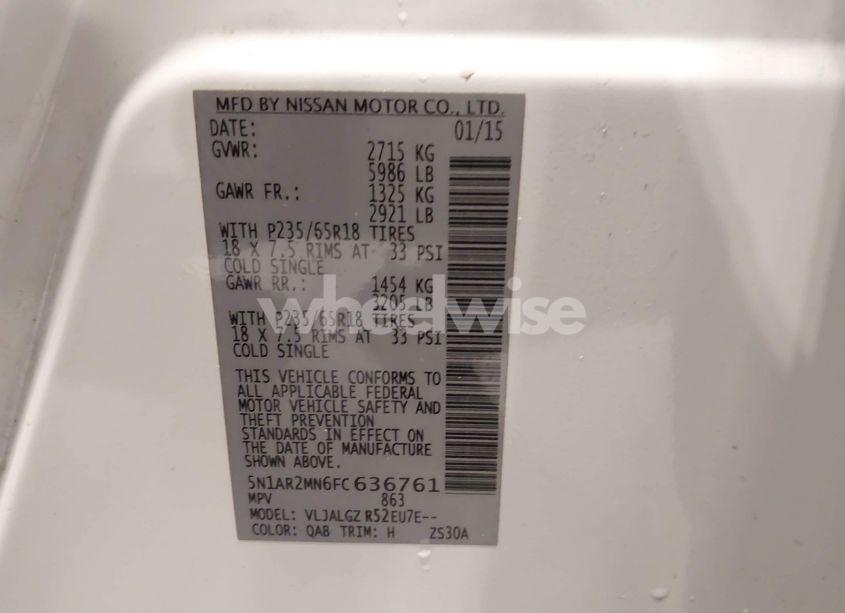 MFD BY NISSAN MOTOR CO., LTD.
DATE: 01/15
GVWR: 2715 KG
5986 LB
GAWR FR.: 1325 KG
2921 LB
WITH P235/65R18 TIRES
18 X 7.5 RIMS AT 33 PSI
COLD SINGLE
GAWR RR.: 1454 KG
3205 LB
WITH P235/65R18 TIRES
18 X 7.5 RIMS AT 33 PSI
COLD SINGLE
THIS VEHICLE CONFORMS TO
ALL APPLICABLE FEDERAL
MOTOR VEHICLE SAFETY AND
THEFT PREVENTION
STANDARDS IN EFFECT ON
THE DATE OF MANUFACTURE
SHOWN ABOVE.
5N1AR2MN6FC636761
MPV 863
MODEL: VLJALGZ R52EU7E--
COLOR: QAB TRIM: H ZS30A
wheelwise